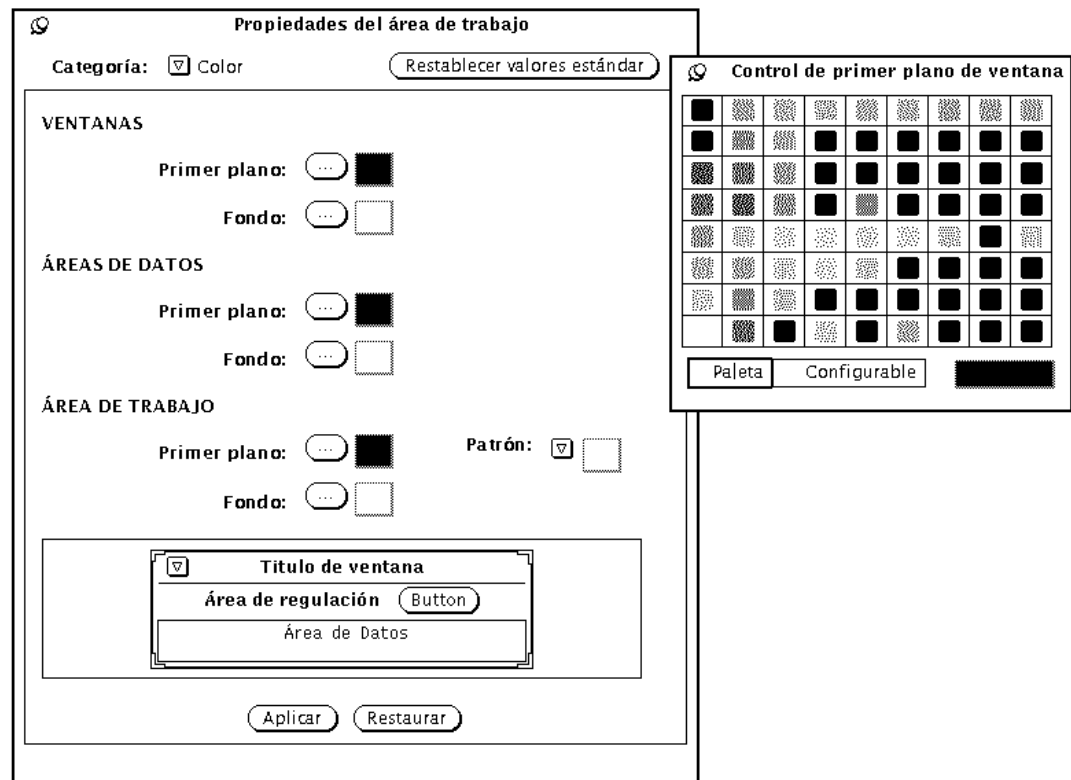 Propiedades del área de trabajo
Categoría: Color
Restablecer valores estándar
VENTANAS
Primer plano: ...
Fondo: ...
ÁREAS DE DATOS
Primer plano: ...
Fondo: ...
ÁREA DE TRABAJO
Primer plano: ...
Patrón:
Fondo: ...
Titulo de ventana
Área de regulación Button
Área de Datos
Aplicar Restaurar
Control de primer plano de ventana
Paleta Configurable